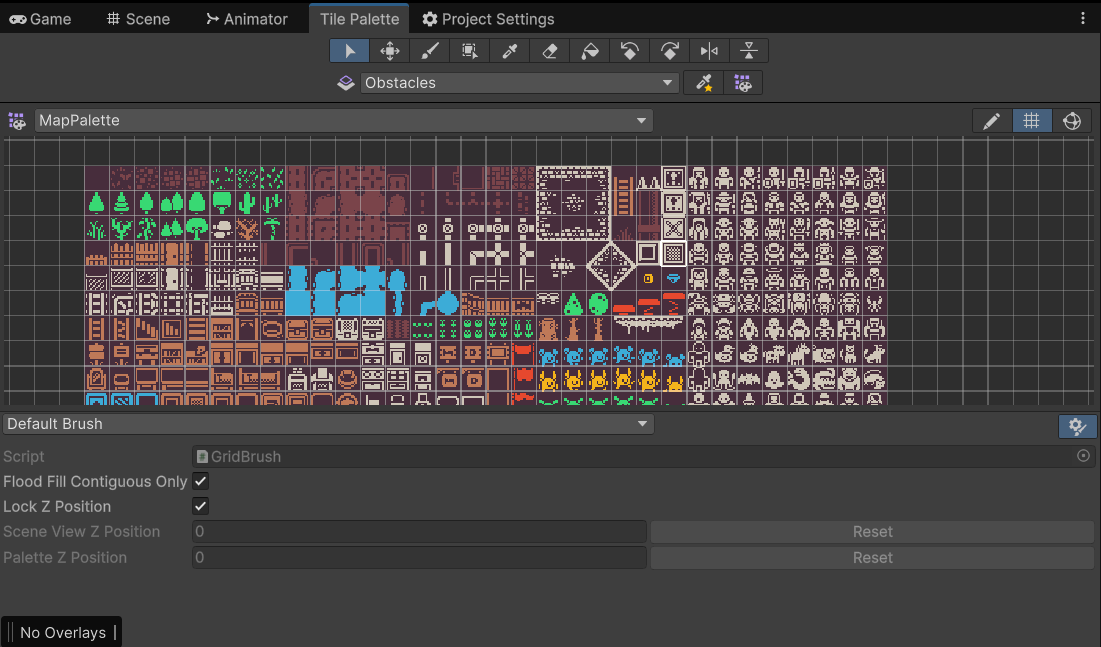 Game Scene Animator Tile Palette Project Settings
Obstacles
MapPalette
Default Brush
Script GridBrush
Flood Fill Contiguous Only
Lock Z Position
Scene View Z Position 0 Reset
Palette Z Position 0 Reset
No Overlays